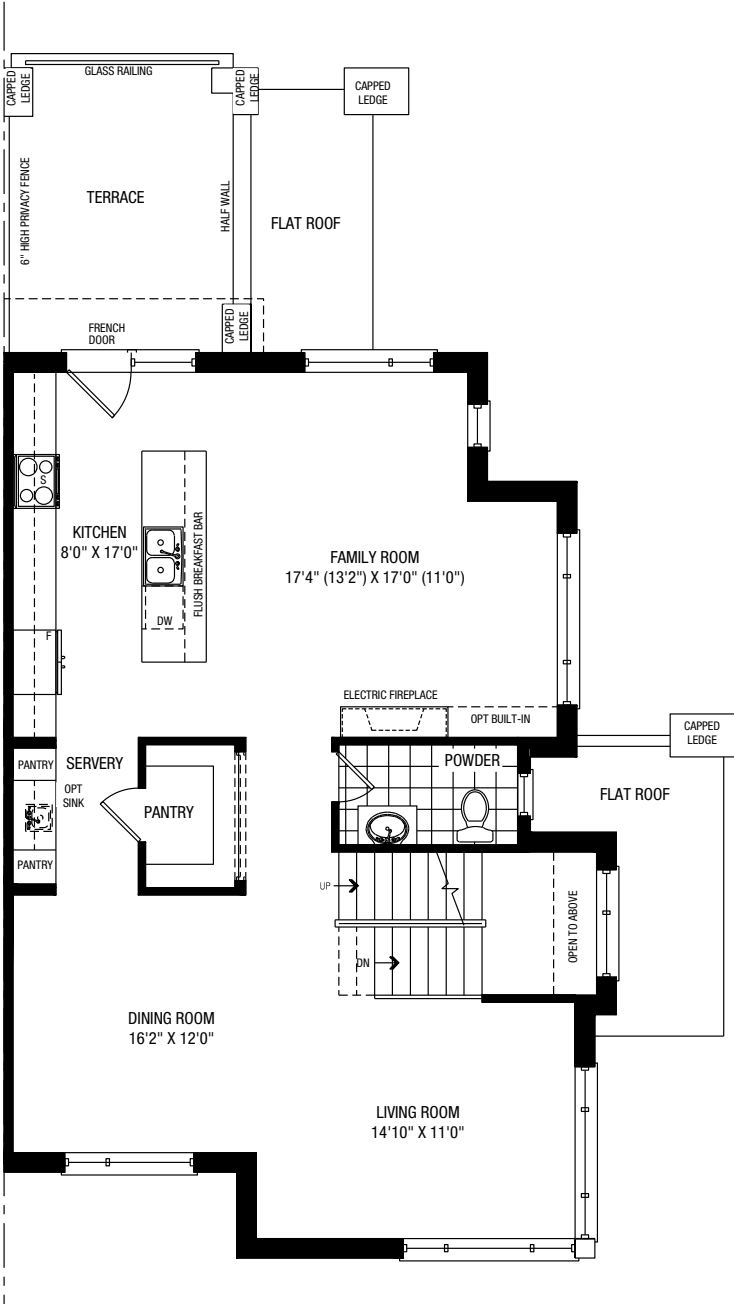 GLASS RAILING
CAPPED
LEDGE
CAPPED
LEDGE
CAPPED
LEDGE
6" HIGH PRIVACY FENCE
TERRACE
HALF WALL
FLAT ROOF
CAPPED
LEDGE
FRENCH
DOOR
S
KITCHEN
8'0" X 17'0"
FLUSH BREAKFAST BAR
FAMILY ROOM
17'4" (13'2") X 17'0" (11'0")
DW
F
ELECTRIC FIREPLACE
OPT BUILT-IN
CAPPED
LEDGE
PANTRY
SERVERY
OPT
SINK
PANTRY
POWDER
FLAT ROOF
PANTRY
UP
OPEN TO ABOVE
DN
DINING ROOM
16'2" X 12'0"
LIVING ROOM
14'10" X 11'0"